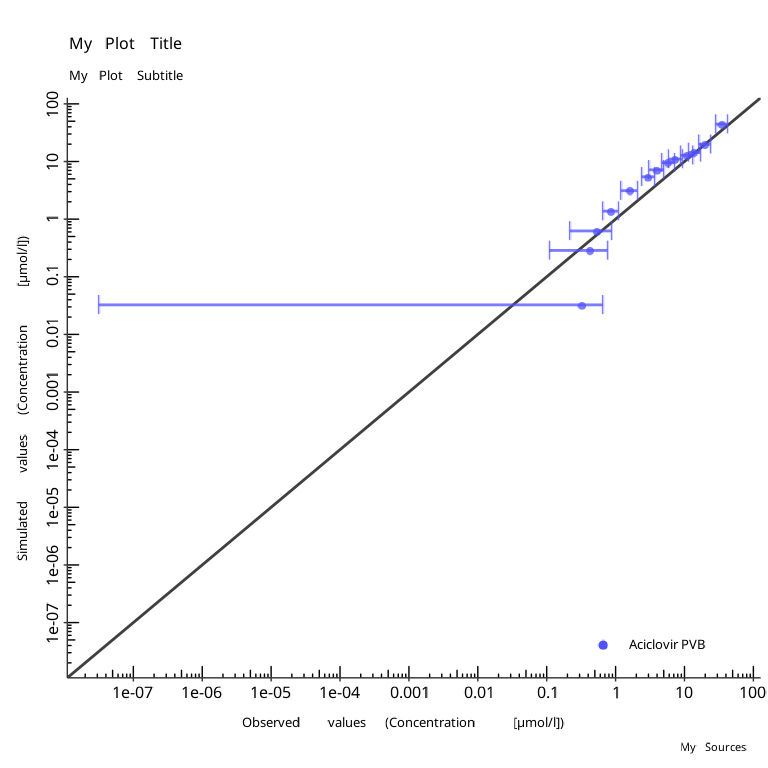 My Plot Title
My Plot Subtitle
Simulated values (Concentration [µmol/l])
100
10
1
0.1
0.01
0.001
1e-04
1e-05
1e-06
1e-07
Aciclovir PVB
1e-07 1e-06 1e-05 1e-04 0.001 0.01 0.1 1 10 100
Observed values (Concentration [µmol/l])
My Sources